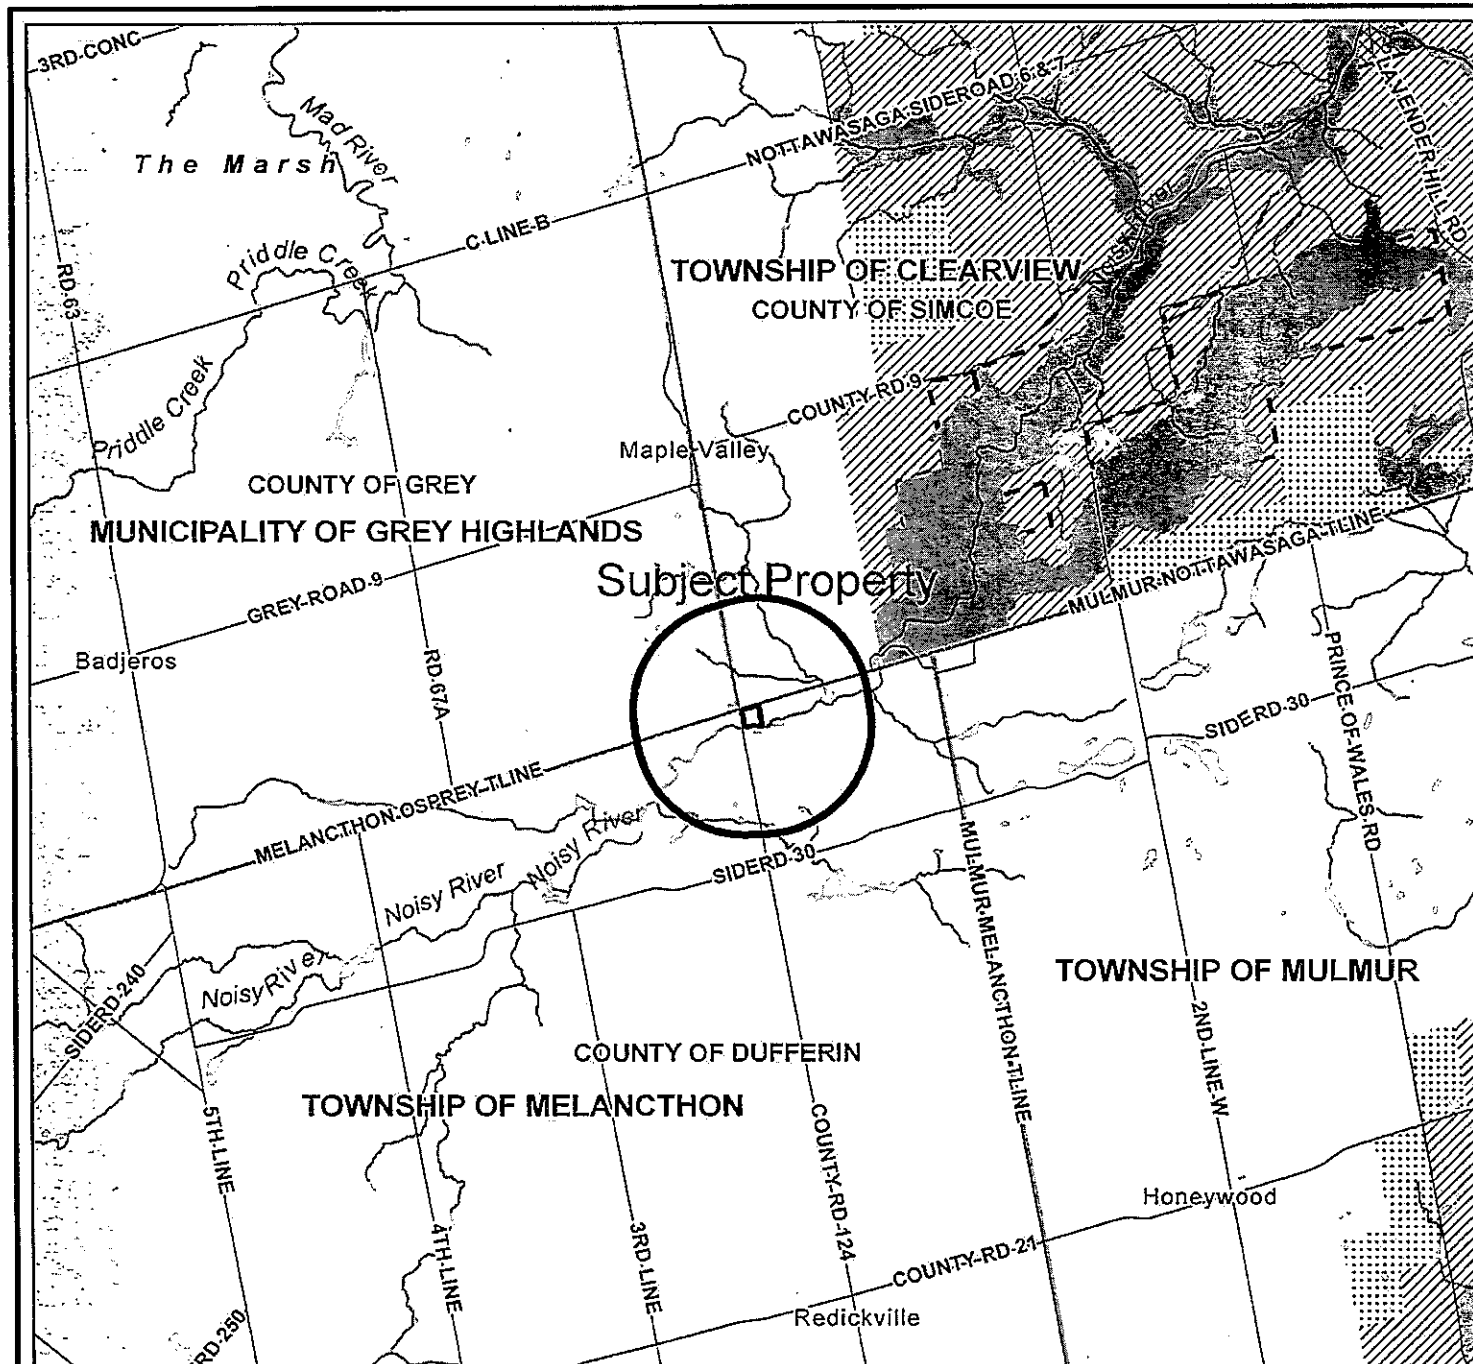 3RD-CONC
Mad River
The Marsh
NOTTAWASAGA-SIDEROAD-6 & 7
LAVENDER HILL RD
C-LINE-B
Priddle Creek
RD-63
TOWNSHIP OF CLEARVIEW
COUNTY OF SIMCOE
Priddle Creek
COUNTY-RD-9
Maple-Valley
COUNTY OF GREY
MUNICIPALITY OF GREY HIGHLANDS
MULMUR-NOTTAWASAGA-TLINE
Subject Property
GREY-ROAD-9
Badjeros
RD-67A
PRINCE-OF-WALES-RD
SIDERD-30
MELANCTHON-OSPREY-TLINE
Noisy River
SIDERD-30
MULMUR-MELANCTHON-TLINE
Noisy River
Noisy River
SIDERD-240
TOWNSHIP OF MULMUR
2ND-LINE-W
COUNTY OF DUFFERIN
TOWNSHIP OF MELANCTHON
5TH-LINE
COUNTY-RD-124
Honeywood
4TH-LINE
3RD-LINE
COUNTY-RD-21
Redickville
RD-250